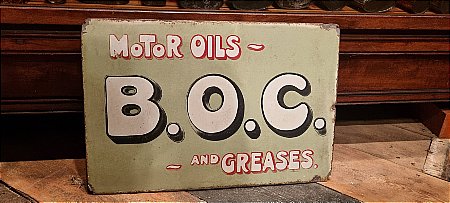 MOTOR OILS ~
B.O.C.
~ AND GREASES.